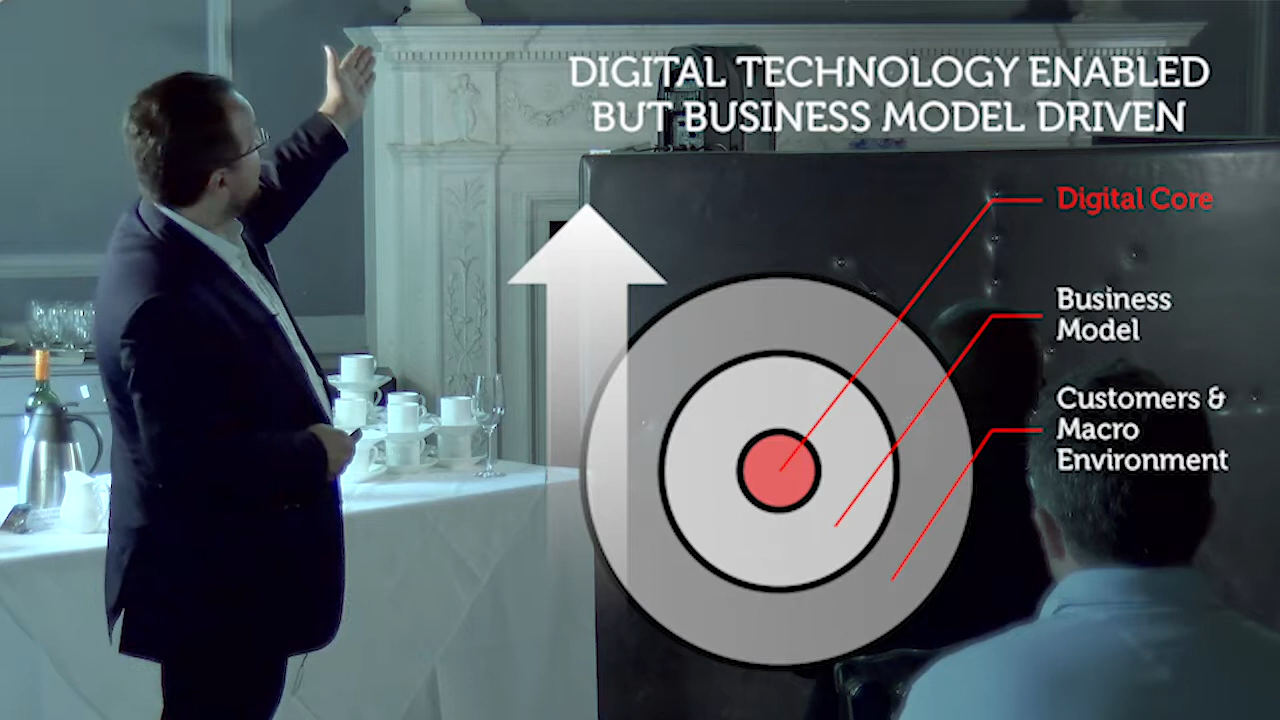 DIGITAL TECHNOLOGY ENABLED
BUT BUSINESS MODEL DRIVEN
Digital Core
Business
Model
Customers &
Macro
Environment